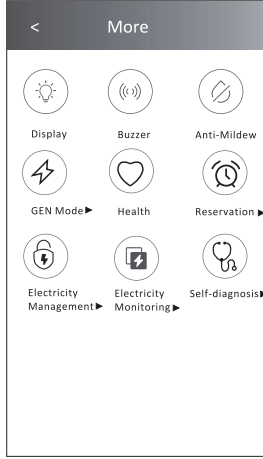 < More
Display Buzzer Anti-Mildew
GEN Mode▶ Health Reservation▶
Electricity Electricity Self-diagnosis▶
Management▶ Monitoring▶